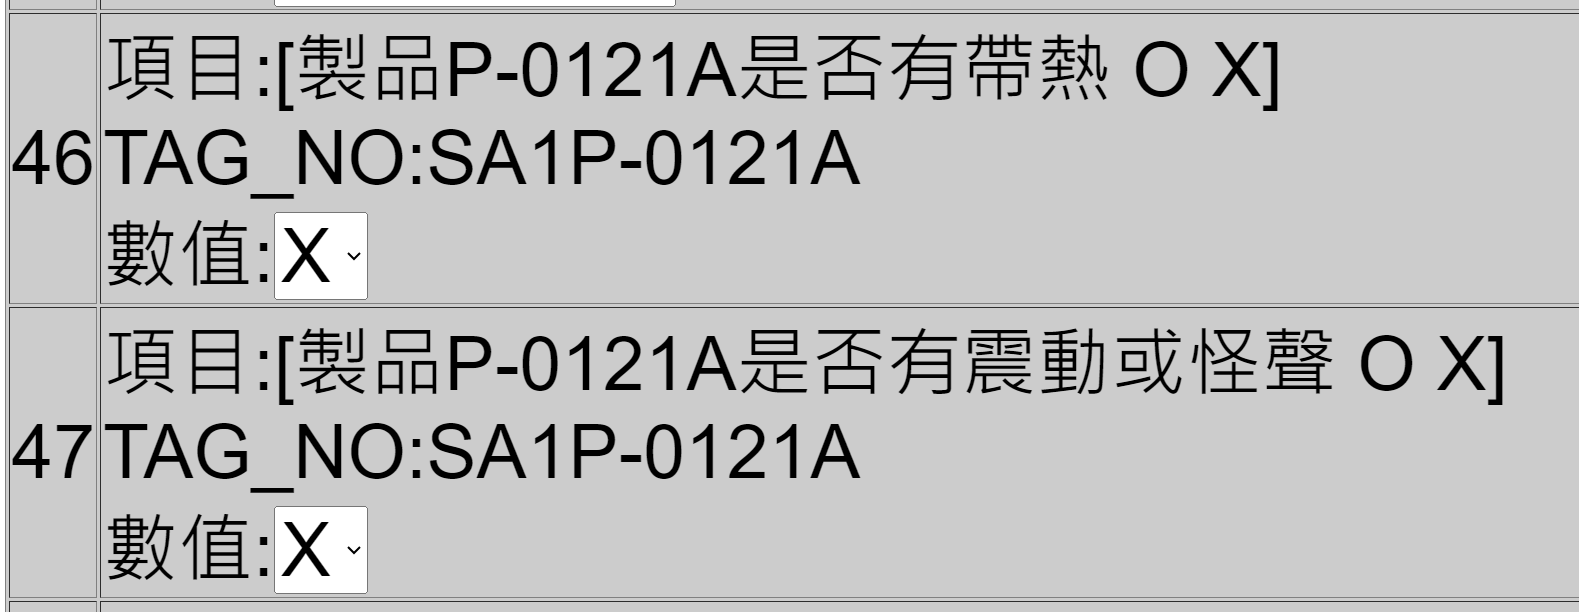 項目:[製品P-0121A是否有帶熱 O X]
46 TAG_NO:SA1P-0121A
數值:X
項目:[製品P-0121A是否有震動或怪聲 O X]
47 TAG_NO:SA1P-0121A
數值:X